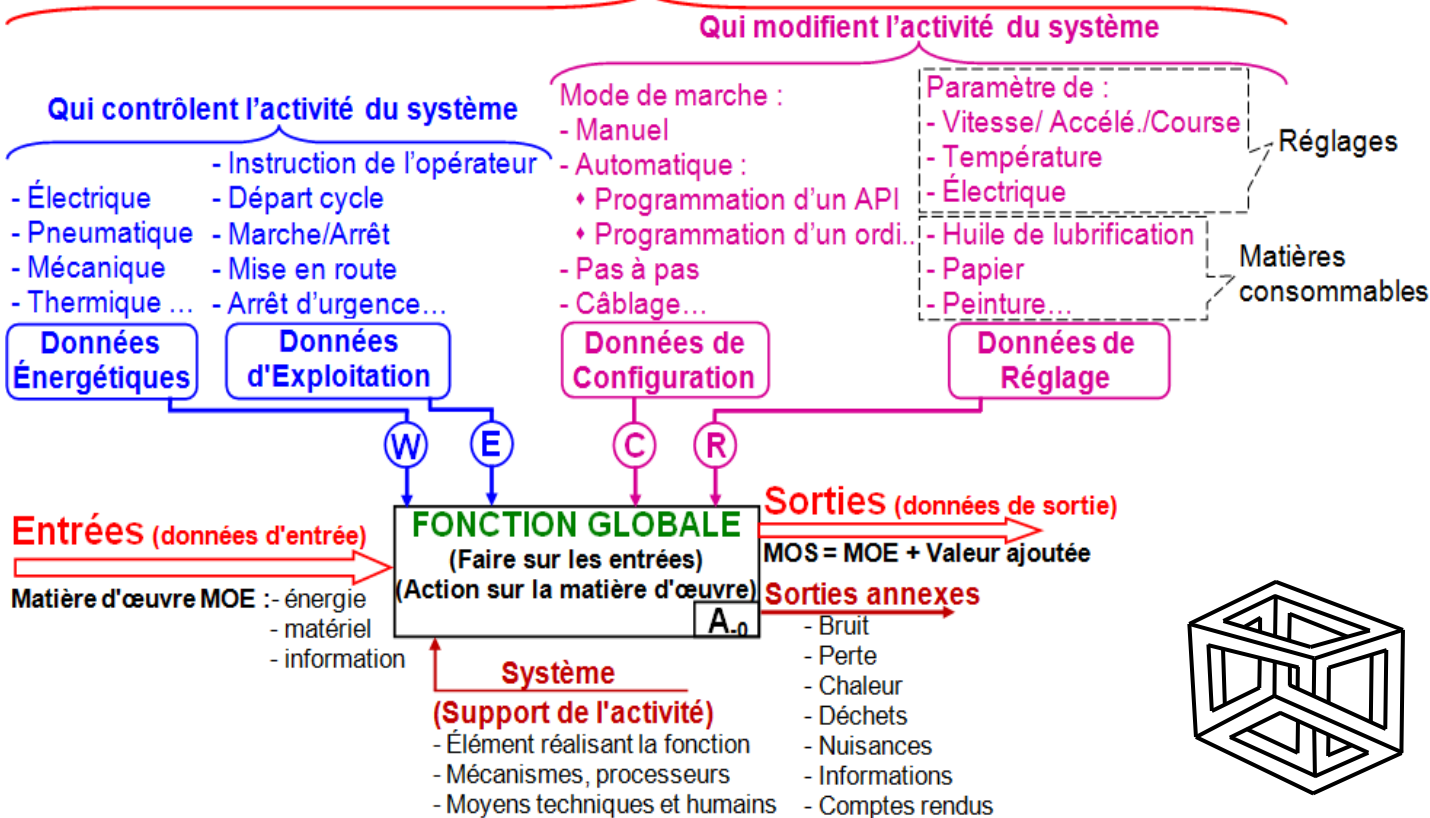 Qui modifient l'activité du système
Qui contrôlent l'activité du système
- Électrique
- Pneumatique
- Mécanique
- Thermique ...
- Instruction de l'opérateur
- Départ cycle
- Marche/Arrêt
- Mise en route
- Arrêt d'urgence...
Mode de marche :
- Manuel
- Automatique :
♦ Programmation d'un API
♦ Programmation d'un ordi..
- Pas à pas
- Câblage...
Paramètre de :
- Vitesse/ Accélé./Course
- Température
- Électrique
Réglages
- Huile de lubrification
- Papier
- Peinture...
Matières
consommables
Données
Énergétiques
Données
d'Exploitation
Données de
Configuration
Données de
Réglage
W
E
C
R
Entrées (données d'entrée)
Matière d'œuvre MOE :- énergie
- matériel
- information
FONCTION GLOBALE
(Faire sur les entrées)
(Action sur la matière d'œuvre)
A-0
Sorties (données de sortie)
MOS = MOE + Valeur ajoutée
Sorties annexes
- Bruit
- Perte
- Chaleur
- Déchets
- Nuisances
- Informations
- Comptes rendus
Système
(Support de l'activité)
- Élément réalisant la fonction
- Mécanismes, processeurs
- Moyens techniques et humains